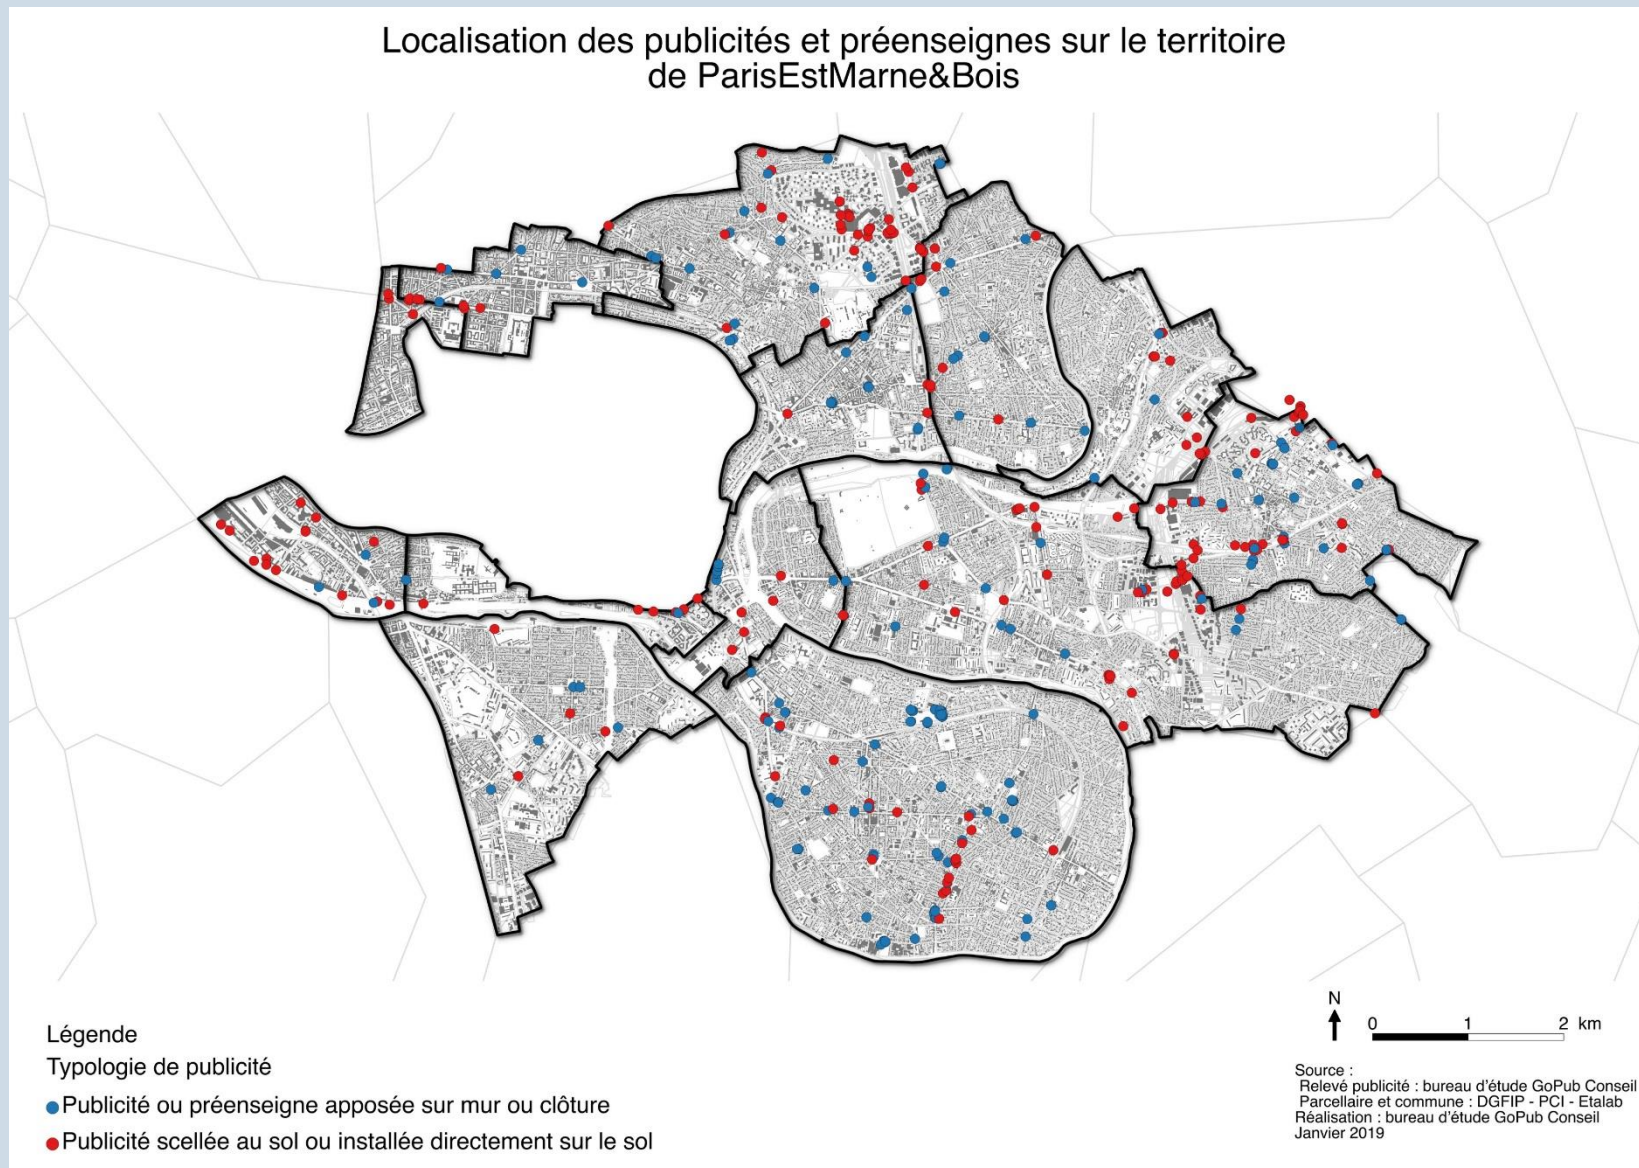 Localisation des publicités et préenseignes sur le territoire
de ParisEstMarne&Bois
Légende
Typologie de publicité
Publicité ou préenseigne apposée sur mur ou clôture
Publicité scellée au sol ou installée directement sur le sol
N
0 1 2 km
Source :
Relevé publicité : bureau d'étude GoPub Conseil
Parcellaire et commune : DGFIP - PCI - Etalab
Réalisation : bureau d'étude GoPub Conseil
Janvier 2019